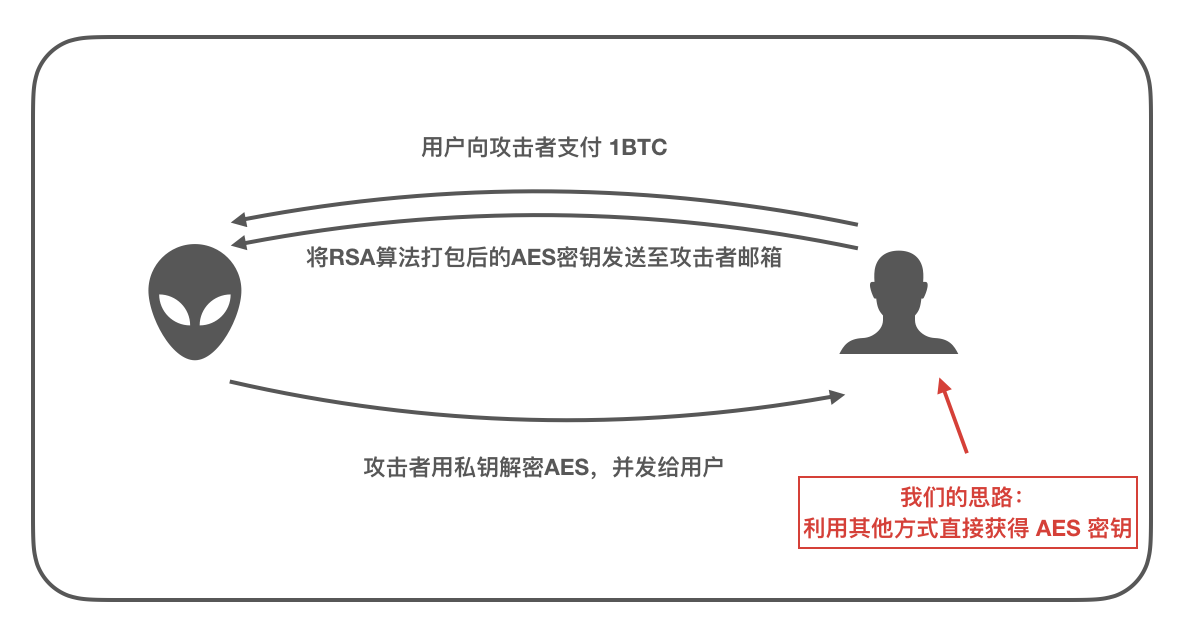 用户向攻击者支付 1BTC
将RSA算法打包后的AES密钥发送至攻击者邮箱
攻击者用私钥解密AES，并发给用户
我们的思路：
利用其他方式直接获得 AES 密钥